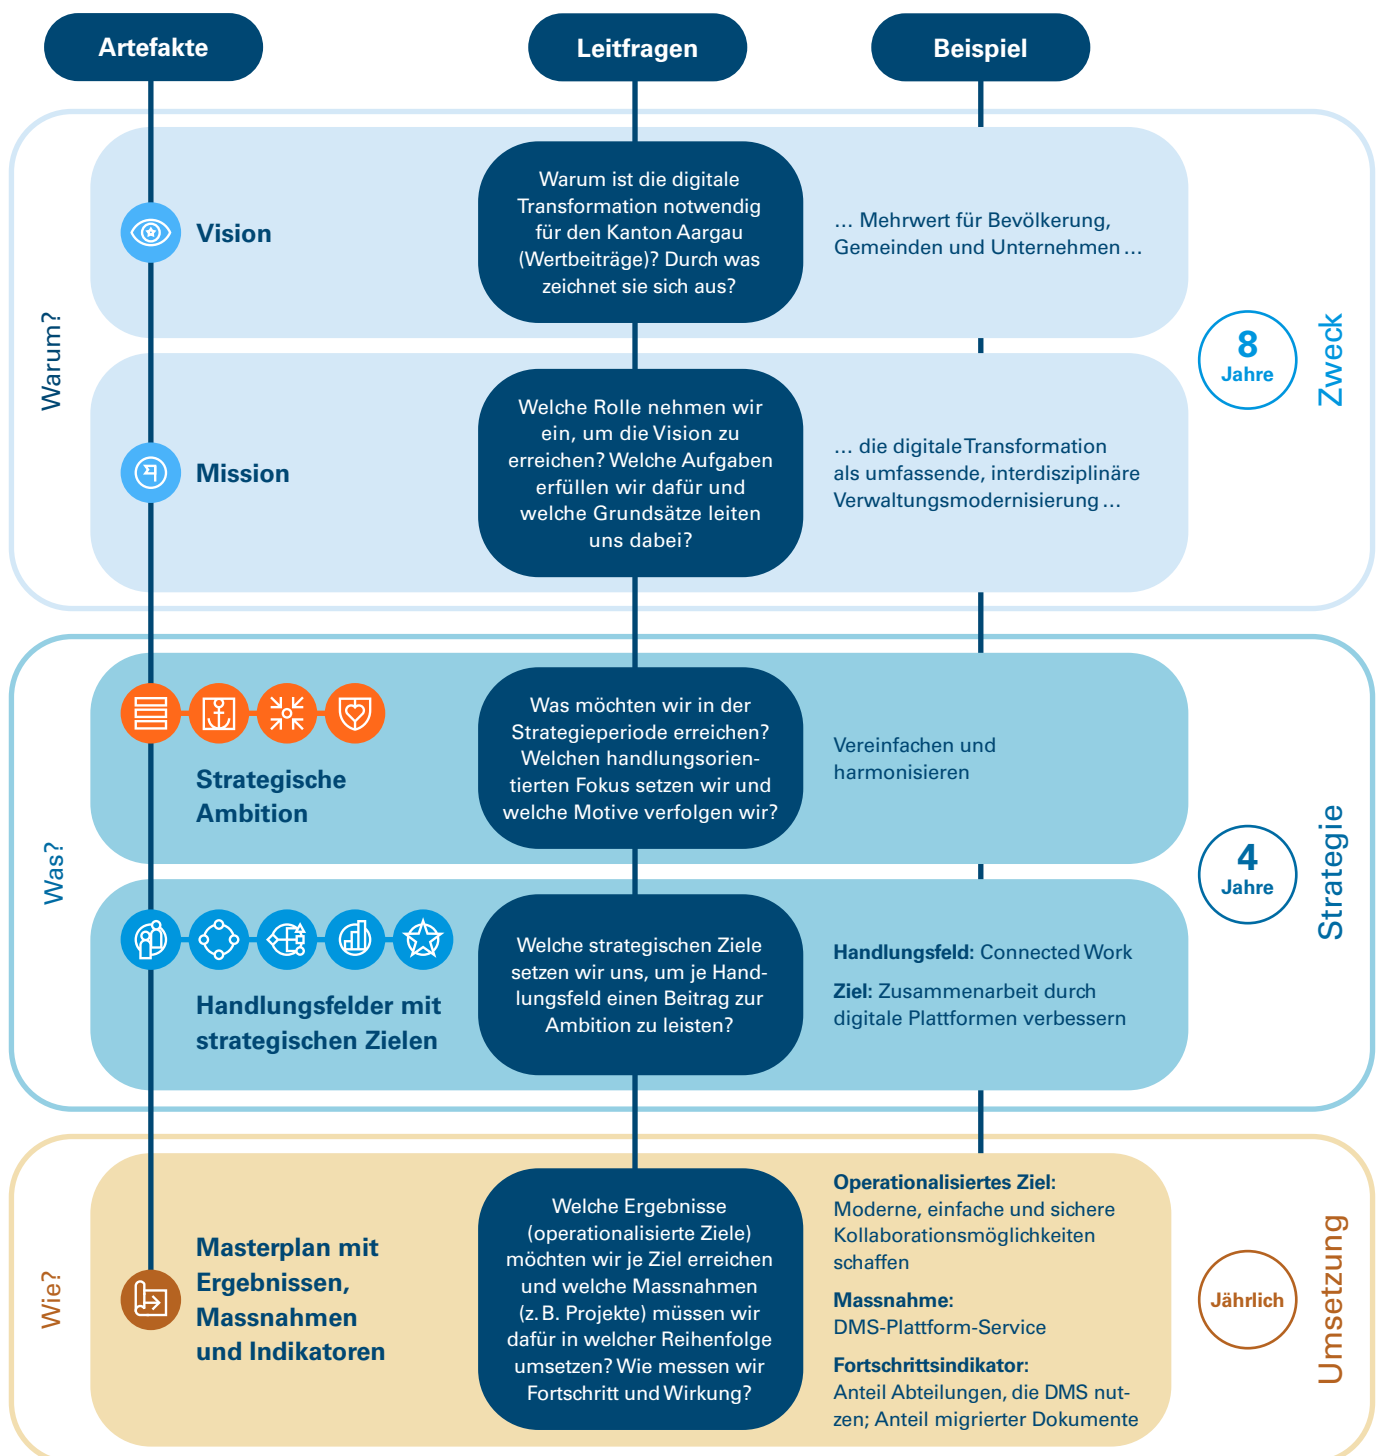 Artefakte
Leitfragen
Beispiel
Warum?
Vision
Warum ist die digitale
Transformation notwendig
für den Kanton Aargau
(Wertbeiträge)? Durch was
zeichnet sie sich aus?
… Mehrwert für Bevölkerung,
Gemeinden und Unternehmen …
Mission
Welche Rolle nehmen wir
ein, um die Vision zu
erreichen? Welche Aufgaben
erfüllen wir dafür und
welche Grundsätze leiten
uns dabei?
… die digitale Transformation
als umfassende, interdisziplinäre
Verwaltungsmodernisierung …
8
Jahre
Zweck
Was?
Strategische
Ambition
Was möchten wir in der
Strategieperiode erreichen?
Welchen handlungsorien-
tierten Fokus setzen wir und
welche Motive verfolgen wir?
Vereinfachen und
harmonisieren
Handlungsfelder mit
strategischen Zielen
Welche strategischen Ziele
setzen wir uns, um je Hand-
lungsfeld einen Beitrag zur
Ambition zu leisten?
Handlungsfeld: Connected Work
Ziel: Zusammenarbeit durch
digitale Plattformen verbessern
4
Jahre
Strategie
Wie?
Masterplan mit
Ergebnissen,
Massnahmen
und Indikatoren
Welche Ergebnisse
(operationalisierte Ziele)
möchten wir je Ziel erreichen
und welche Massnahmen
(z. B. Projekte) müssen wir
dafür in welcher Reihenfolge
umsetzen? Wie messen wir
Fortschritt und Wirkung?
Operationalisiertes Ziel:
Moderne, einfache und sichere
Kollaborationsmöglichkeiten
schaffen
Massnahme:
DMS-Plattform-Service
Fortschrittsindikator:
Anteil Abteilungen, die DMS nut-
zen; Anteil migrierter Dokumente
Jährlich
Umsetzung